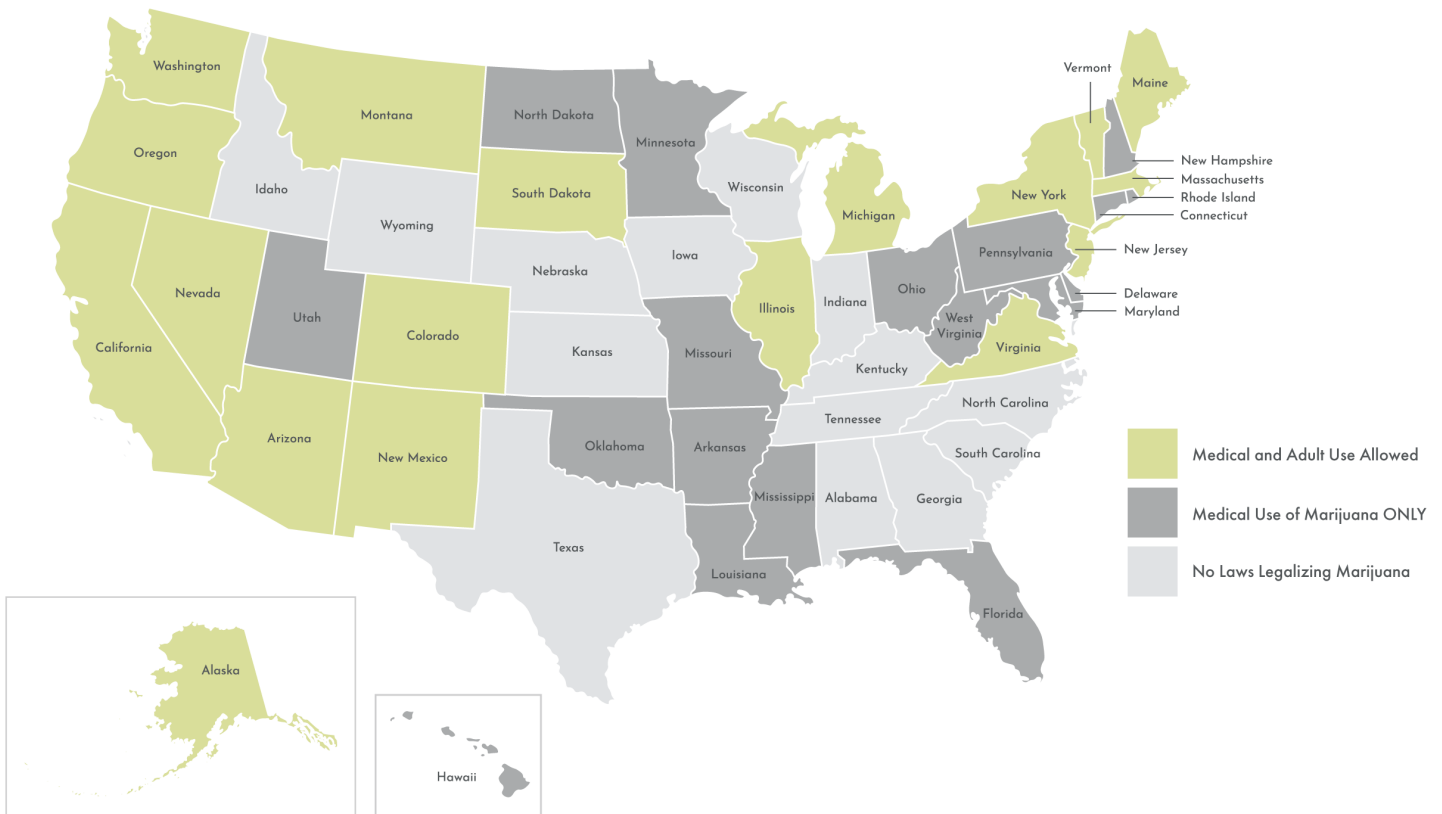 Washington
Montana
North Dakota
Minnesota
Vermont
Maine
Oregon
Idaho
South Dakota
Wisconsin
Michigan
New York
New Hampshire
Massachusetts
Rhode Island
Connecticut
Wyoming
Nebraska
Iowa
Pennsylvania
New Jersey
Nevada
Utah
Colorado
Illinois
Indiana
Ohio
West
Virginia
Delaware
Maryland
California
Kansas
Missouri
Kentucky
Virginia
Arizona
New Mexico
Oklahoma
Arkansas
Tennessee
North Carolina
South Carolina
Mississippi
Alabama
Georgia
Texas
Louisiana
Florida
Alaska
Hawaii
Medical and Adult Use Allowed
Medical Use of Marijuana ONLY
No Laws Legalizing Marijuana